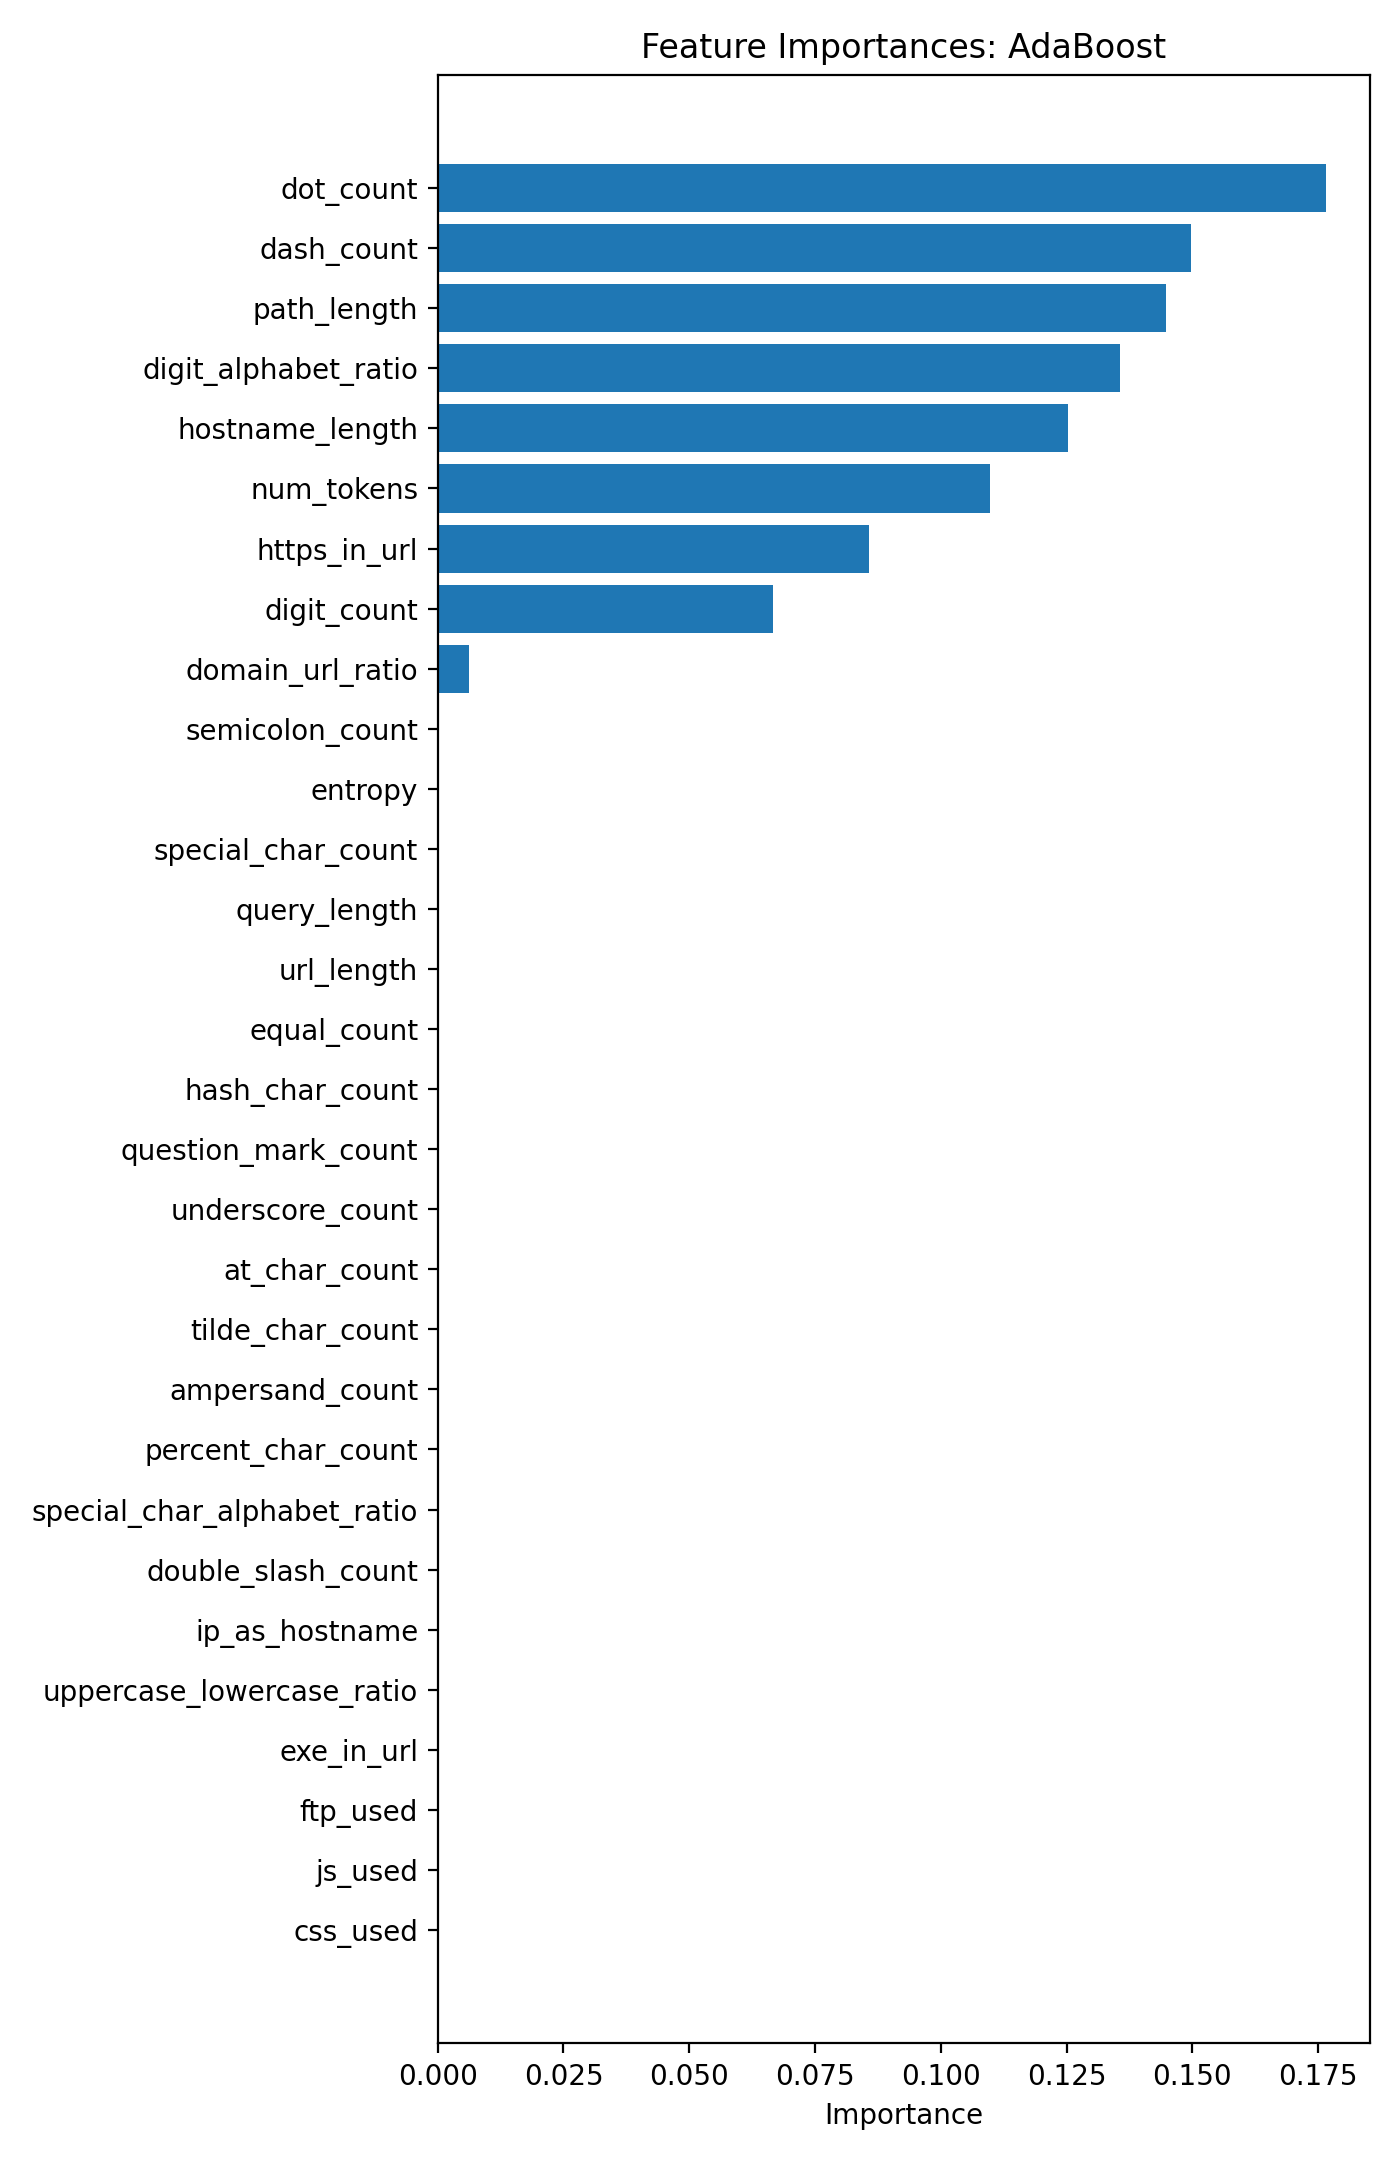 Feature Importances: AdaBoost
dot_count
dash_count
path_length
digit_alphabet_ratio
hostname_length
num_tokens
https_in_url
digit_count
domain_url_ratio
semicolon_count
entropy
special_char_count
query_length
url_length
equal_count
hash_char_count
question_mark_count
underscore_count
at_char_count
tilde_char_count
ampersand_count
percent_char_count
special_char_alphabet_ratio
double_slash_count
ip_as_hostname
uppercase_lowercase_ratio
exe_in_url
ftp_used
js_used
css_used
0.000 0.025 0.050 0.075 0.100 0.125 0.150 0.175
Importance